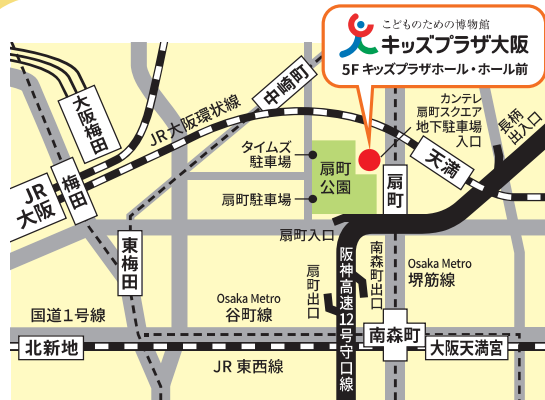 こどものための博物館
キッズプラザ大阪
5F キッズプラザホール・ホール前
中崎町
大阪梅田
JR大阪環状線
カンテレ
扇町スクエア
地下駐車場
入口
長柄
出入口
タイムズ
駐車場
扇町
公園
天満
梅田
JR
大阪
扇町駐車場
扇町
扇町入口
東梅田
阪神高速12号守口線
南森町出口
Osaka Metro
堺筋線
扇町出口
Osaka Metro
谷町線
国道1号線
南森町
北新地
大阪天満宮
JR 東西線